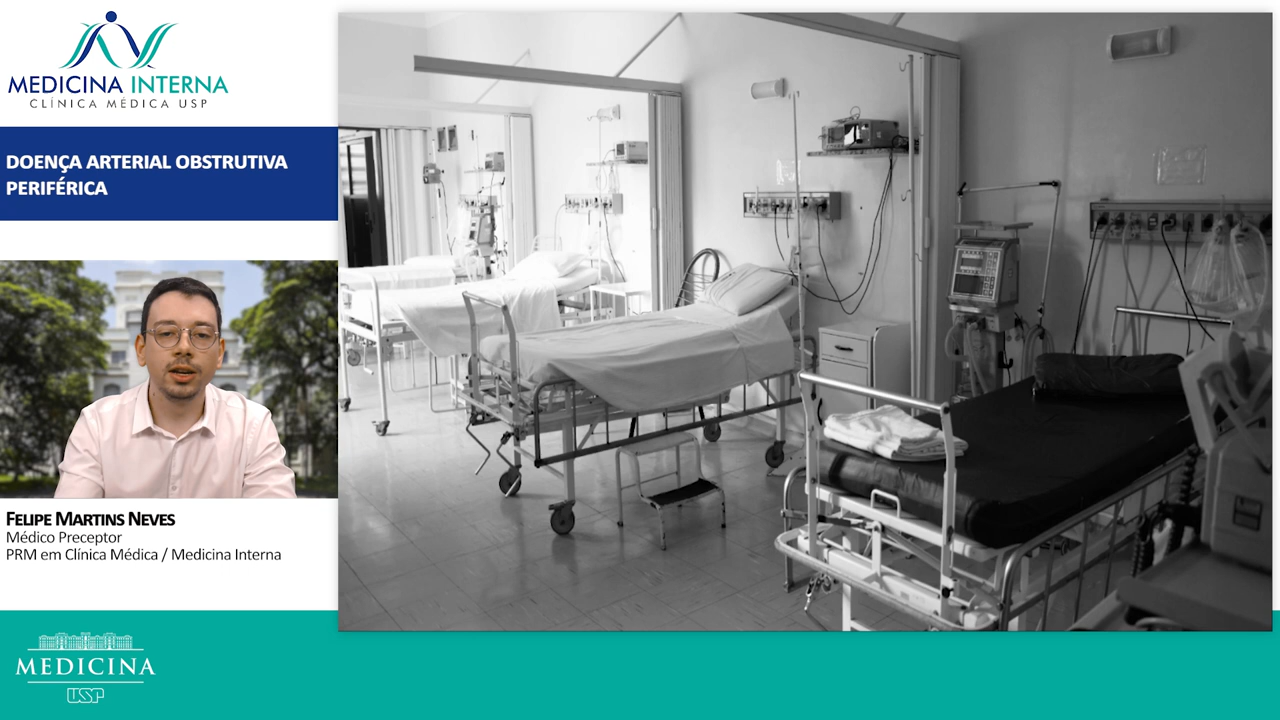 MEDICINA INTERNA
CLÍNICA MÉDICA USP
DOENÇA ARTERIAL OBSTRUTIVA
PERIFÉRICA
FELIPE MARTINS NEVES
Médico Preceptor
PRM em Clínica Médica / Medicina Interna
MEDICINA
USP